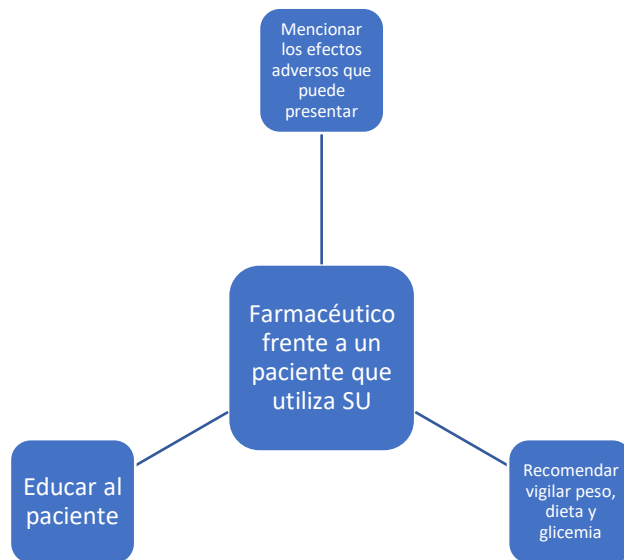 Mencionar
los efectos
adversos que
puede
presentar
Farmacéutico
frente a un
paciente que
utiliza SU
Educar al
paciente
Recomendar
vigilar peso,
dieta y
glicemia